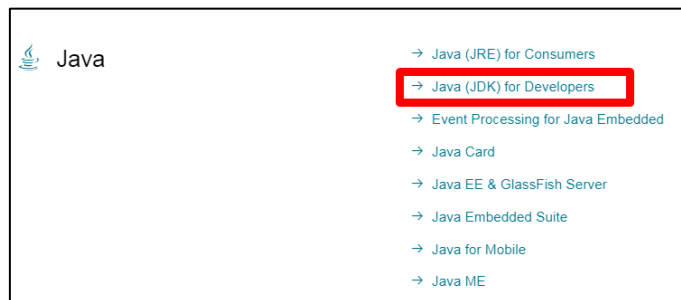 Java
Java (JRE) for Consumers
Java (JDK) for Developers
Event Processing for Java Embedded
Java Card
Java EE & GlassFish Server
Java Embedded Suite
Java for Mobile
Java ME